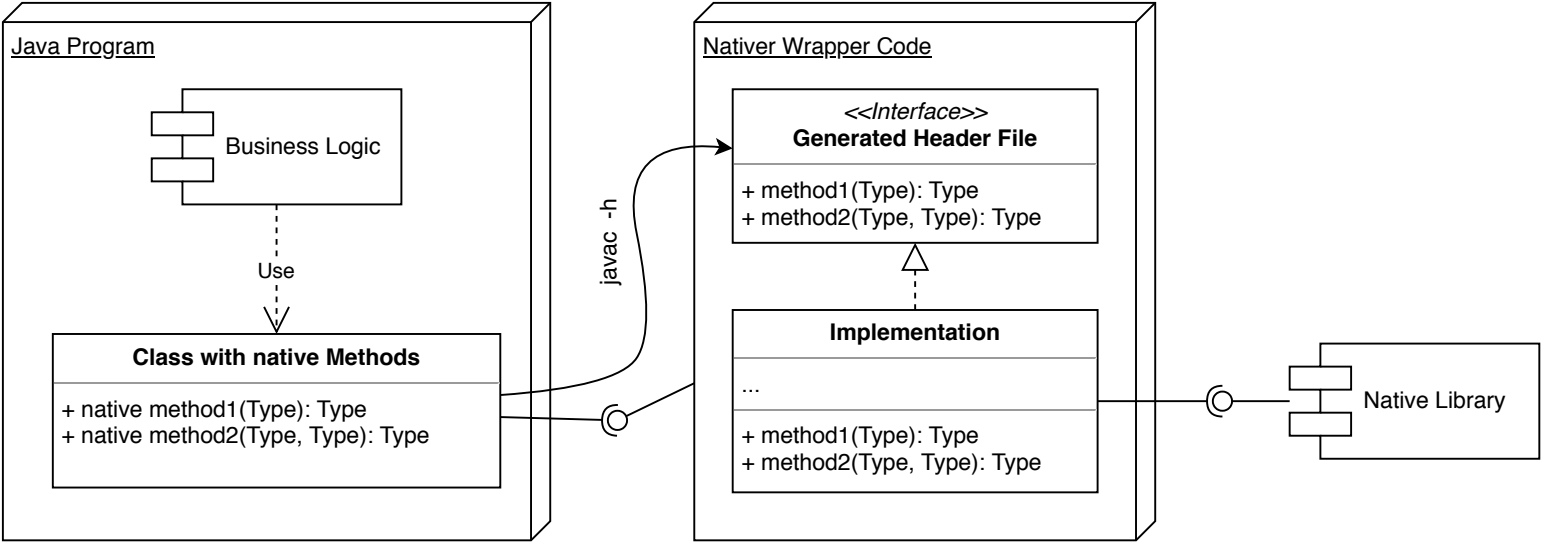 Java Program
Business Logic
Use
Class with native Methods
+ native method1(Type): Type
+ native method2(Type, Type): Type
javac -h
Nativer Wrapper Code
<<Interface>>
Generated Header File
+ method1(Type): Type
+ method2(Type, Type): Type
Implementation
...
+ method1(Type): Type
+ method2(Type, Type): Type
Native Library